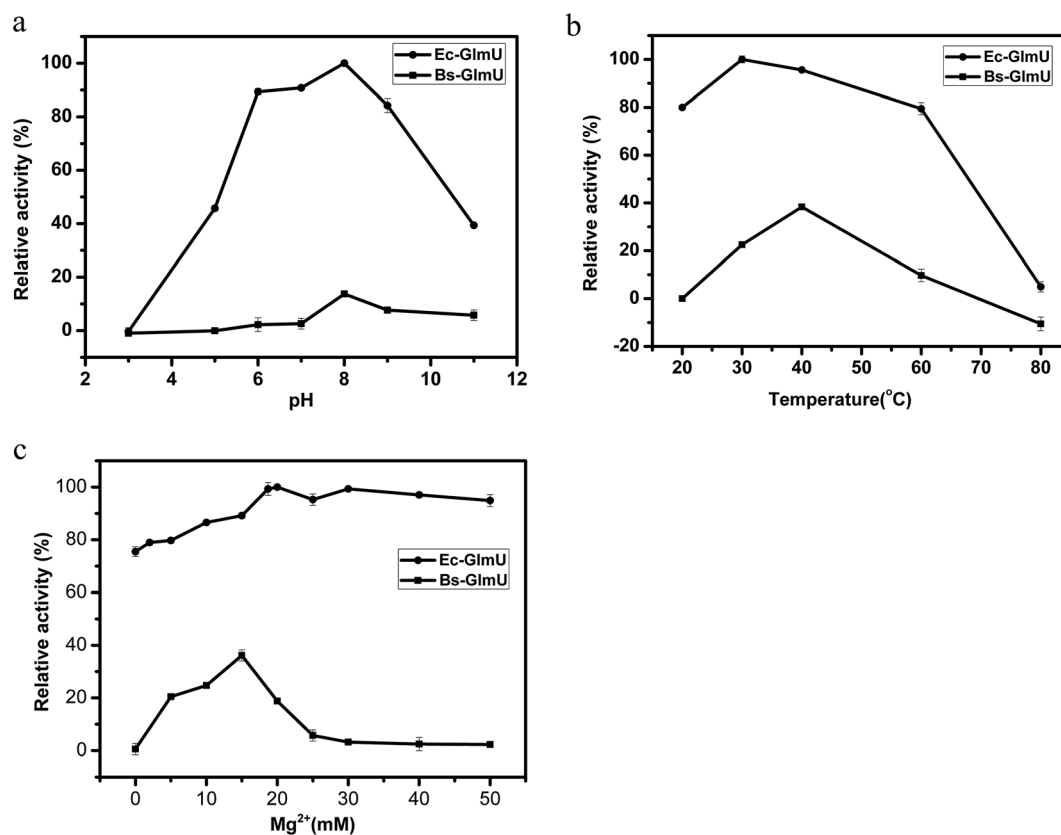 a
Relative activity (%)
100
80
60
40
20
0
2
4
6
8
10
12
pH
Ec-GlmU
Bs-GlmU
b
Relative activity (%)
100
80
60
40
20
0
-20
20
30
40
50
60
70
80
Temperature(°C)
Ec-GlmU
Bs-GlmU
c
Relative activity (%)
100
80
60
40
20
0
0
10
20
30
40
50
Mg²⁺(mM)
Ec-GlmU
Bs-GlmU